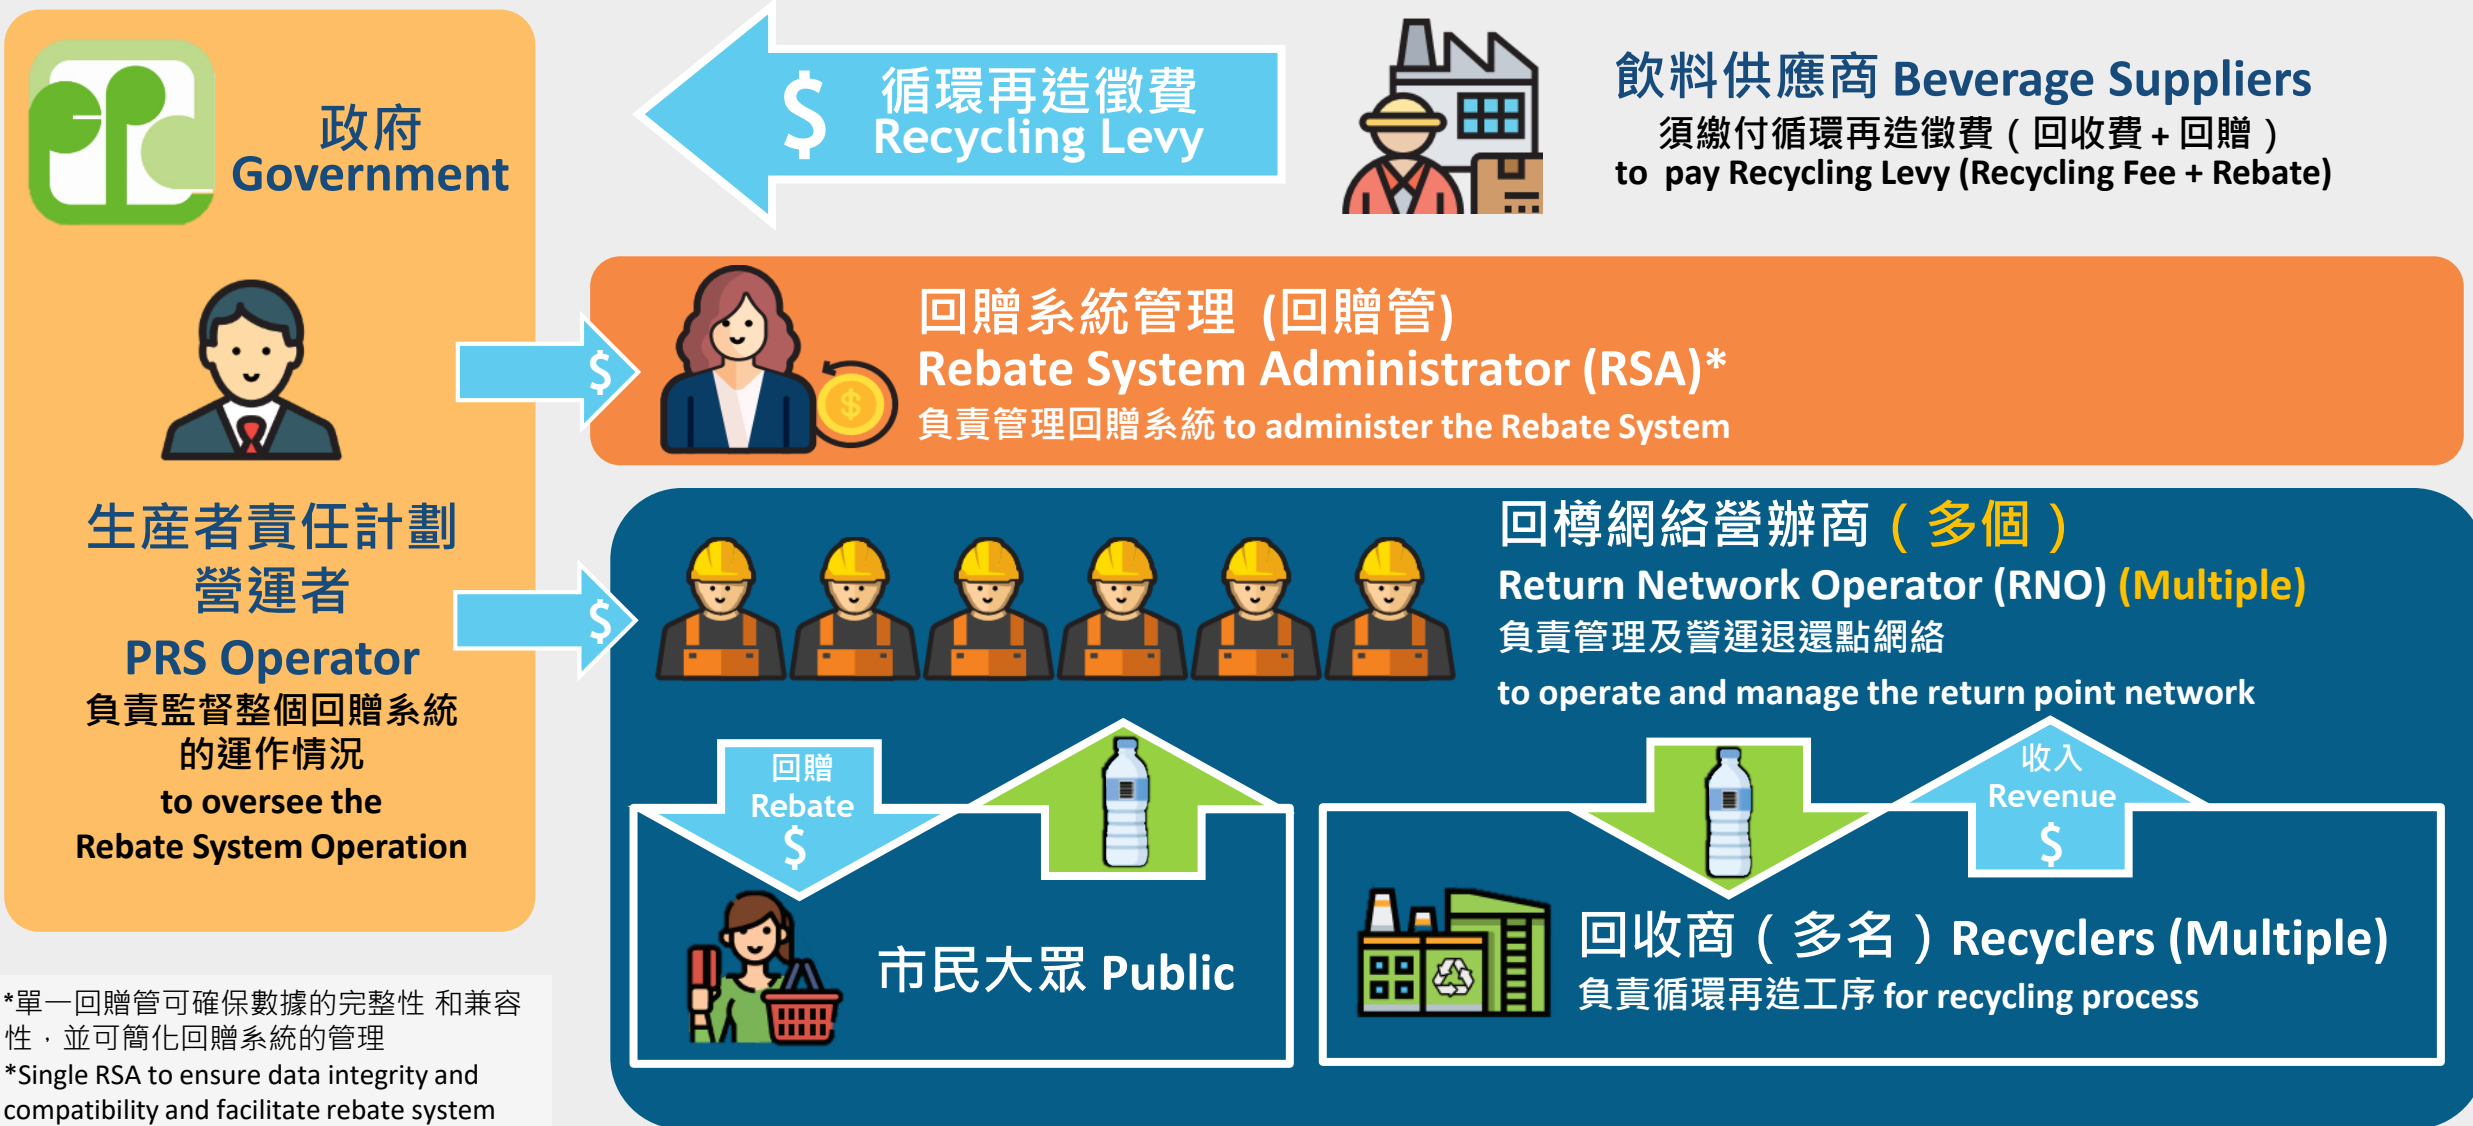 政府
Government
生産者責任計劃
營運者
PRS Operator
負責監督整個回贈系統
的運作情況
to oversee the
Rebate System Operation
*單一回贈管可確保數據的完整性 和兼容
性，並可簡化回贈系統的管理
*Single RSA to ensure data integrity and
compatibility and facilitate rebate system
$ 循環再造徵費
Recycling Levy
飲料供應商 Beverage Suppliers
須繳付循環再造徵費（回收費 + 回贈）
to pay Recycling Levy (Recycling Fee + Rebate)
$
回贈系統管理 (回贈管)
Rebate System Administrator (RSA)*
負責管理回贈系統 to administer the Rebate System
$
$
回樽網絡營辦商（多個）
Return Network Operator (RNO) (Multiple)
負責管理及營運退還點網絡
to operate and manage the return point network
回贈
Rebate
$
市民大眾 Public
收入
Revenue
$
回收商（多名）Recyclers (Multiple)
負責循環再造工序 for recycling process